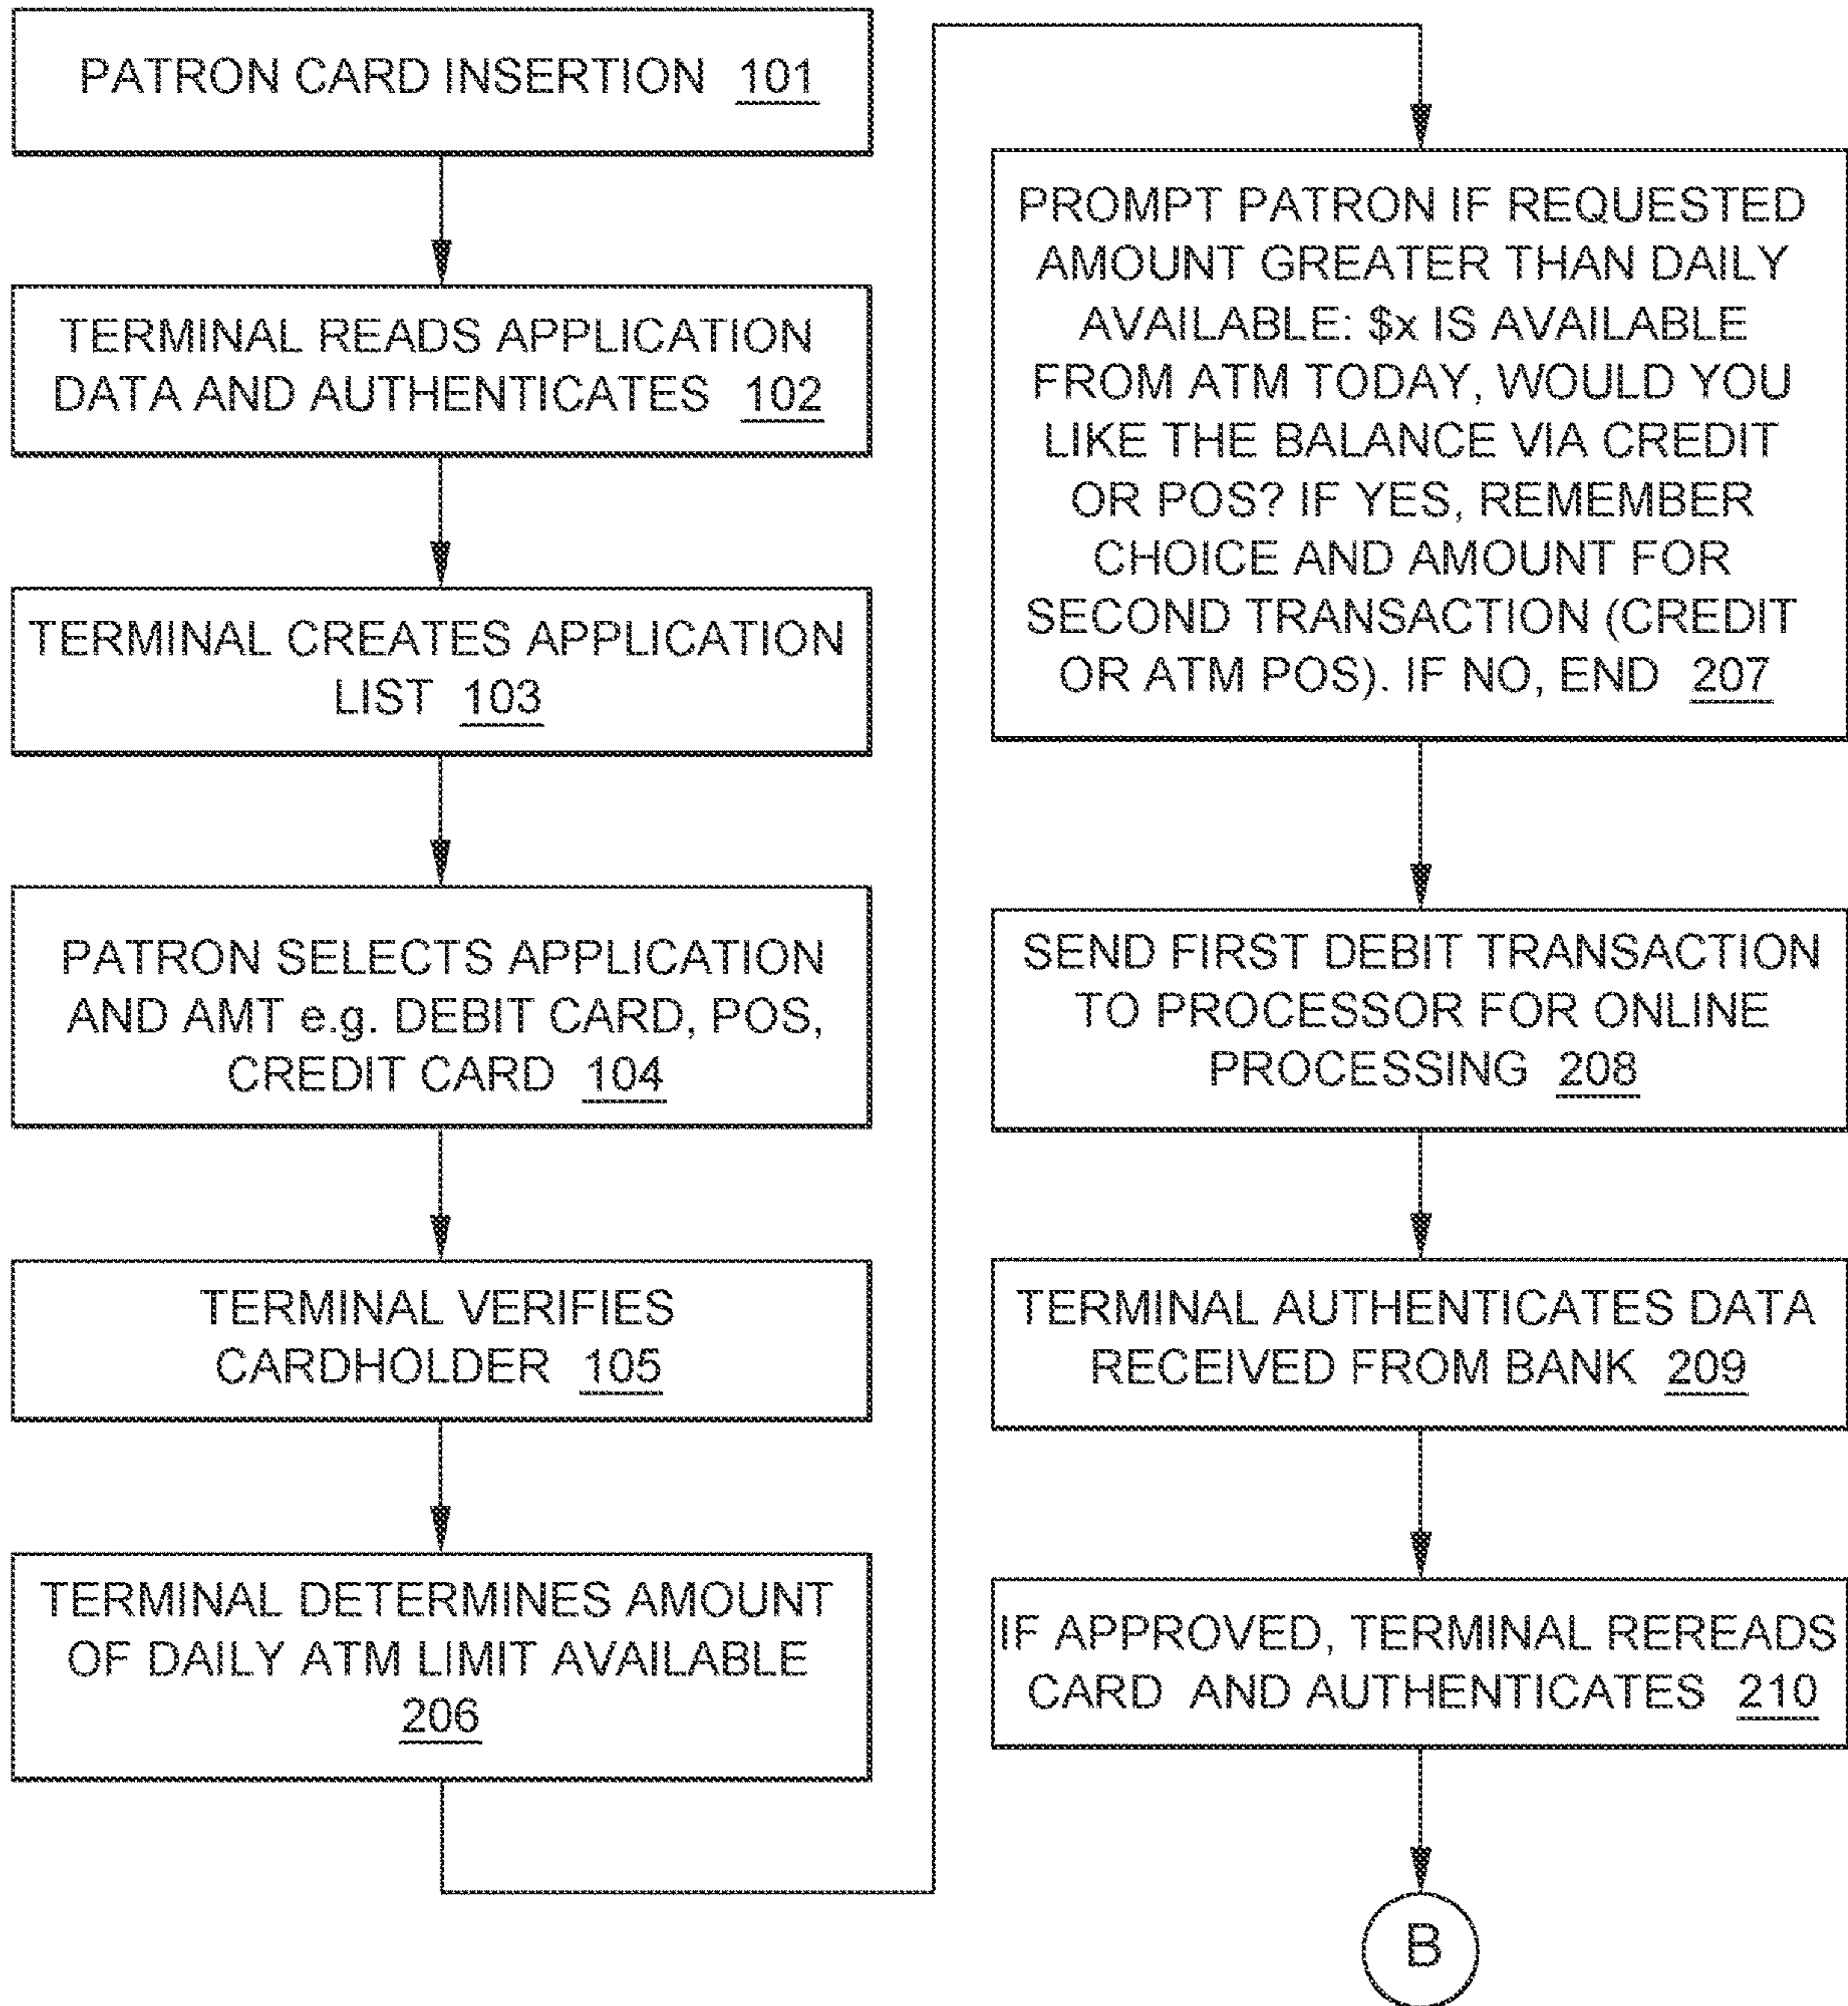 PATRON CARD INSERTION 101
TERMINAL READS APPLICATION
DATA AND AUTHENTICATES 102
TERMINAL CREATES APPLICATION
LIST 103
PATRON SELECTS APPLICATION
AND AMT e.g. DEBIT CARD, POS,
CREDIT CARD 104
TERMINAL VERIFIES
CARDHOLDER 105
TERMINAL DETERMINES AMOUNT
OF DAILY ATM LIMIT AVAILABLE
206
PROMPT PATRON IF REQUESTED
AMOUNT GREATER THAN DAILY
AVAILABLE: $x IS AVAILABLE
FROM ATM TODAY, WOULD YOU
LIKE THE BALANCE VIA CREDIT
OR POS? IF YES, REMEMBER
CHOICE AND AMOUNT FOR
SECOND TRANSACTION (CREDIT
OR ATM POS). IF NO, END 207
SEND FIRST DEBIT TRANSACTION
TO PROCESSOR FOR ONLINE
PROCESSING 208
TERMINAL AUTHENTICATES DATA
RECEIVED FROM BANK 209
IF APPROVED, TERMINAL REREADS
CARD AND AUTHENTICATES 210
B